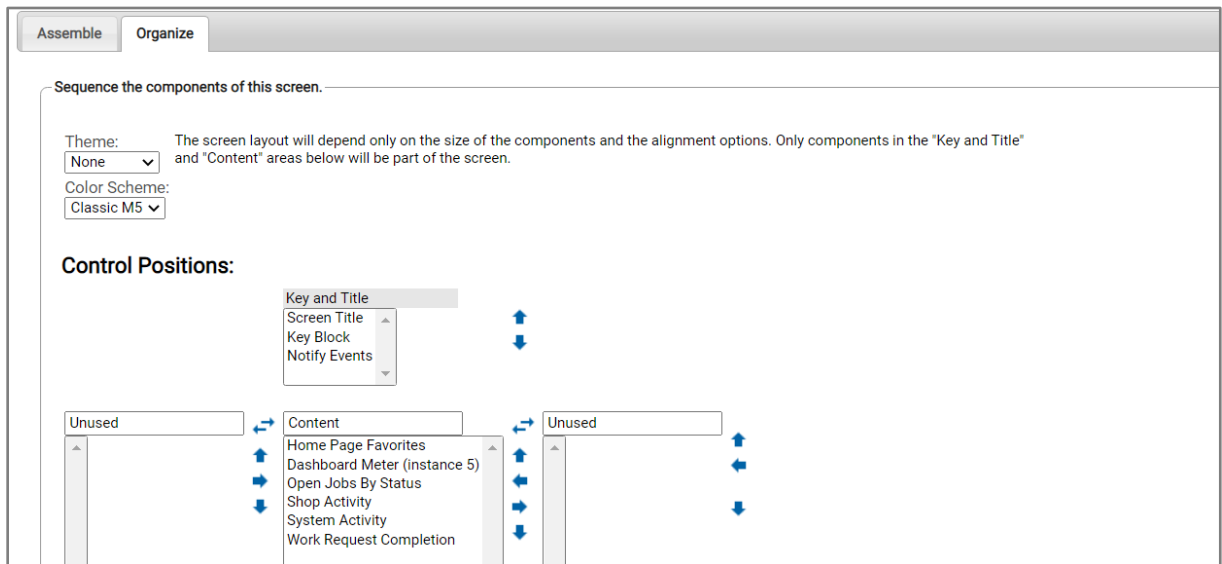 Assemble
Organize
Sequence the components of this screen.
Theme:
None
The screen layout will depend only on the size of the components and the alignment options. Only components in the "Key and Title"
and "Content" areas below will be part of the screen.
Color Scheme:
Classic M5
Control Positions:
Key and Title
Screen Title
Key Block
Notify Events
Unused
Content
Unused
Home Page Favorites
Dashboard Meter (instance 5)
Open Jobs By Status
Shop Activity
System Activity
Work Request Completion